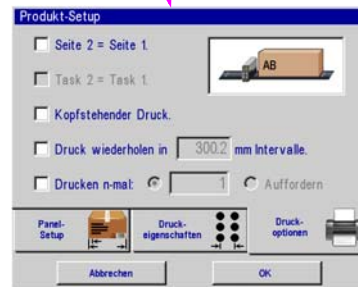 Produkt-Setup
Seite 2 = Seite 1.
AB
Task 2 = Task 1.
Kopfstehender Druck.
Druck wiederholen in 300.2 mm Intervalle.
Drucken n-mal: 1 Auffordern
Panel-
Setup
Druck-
eigenschaften
Druck-
optionen
Abbrechen OK